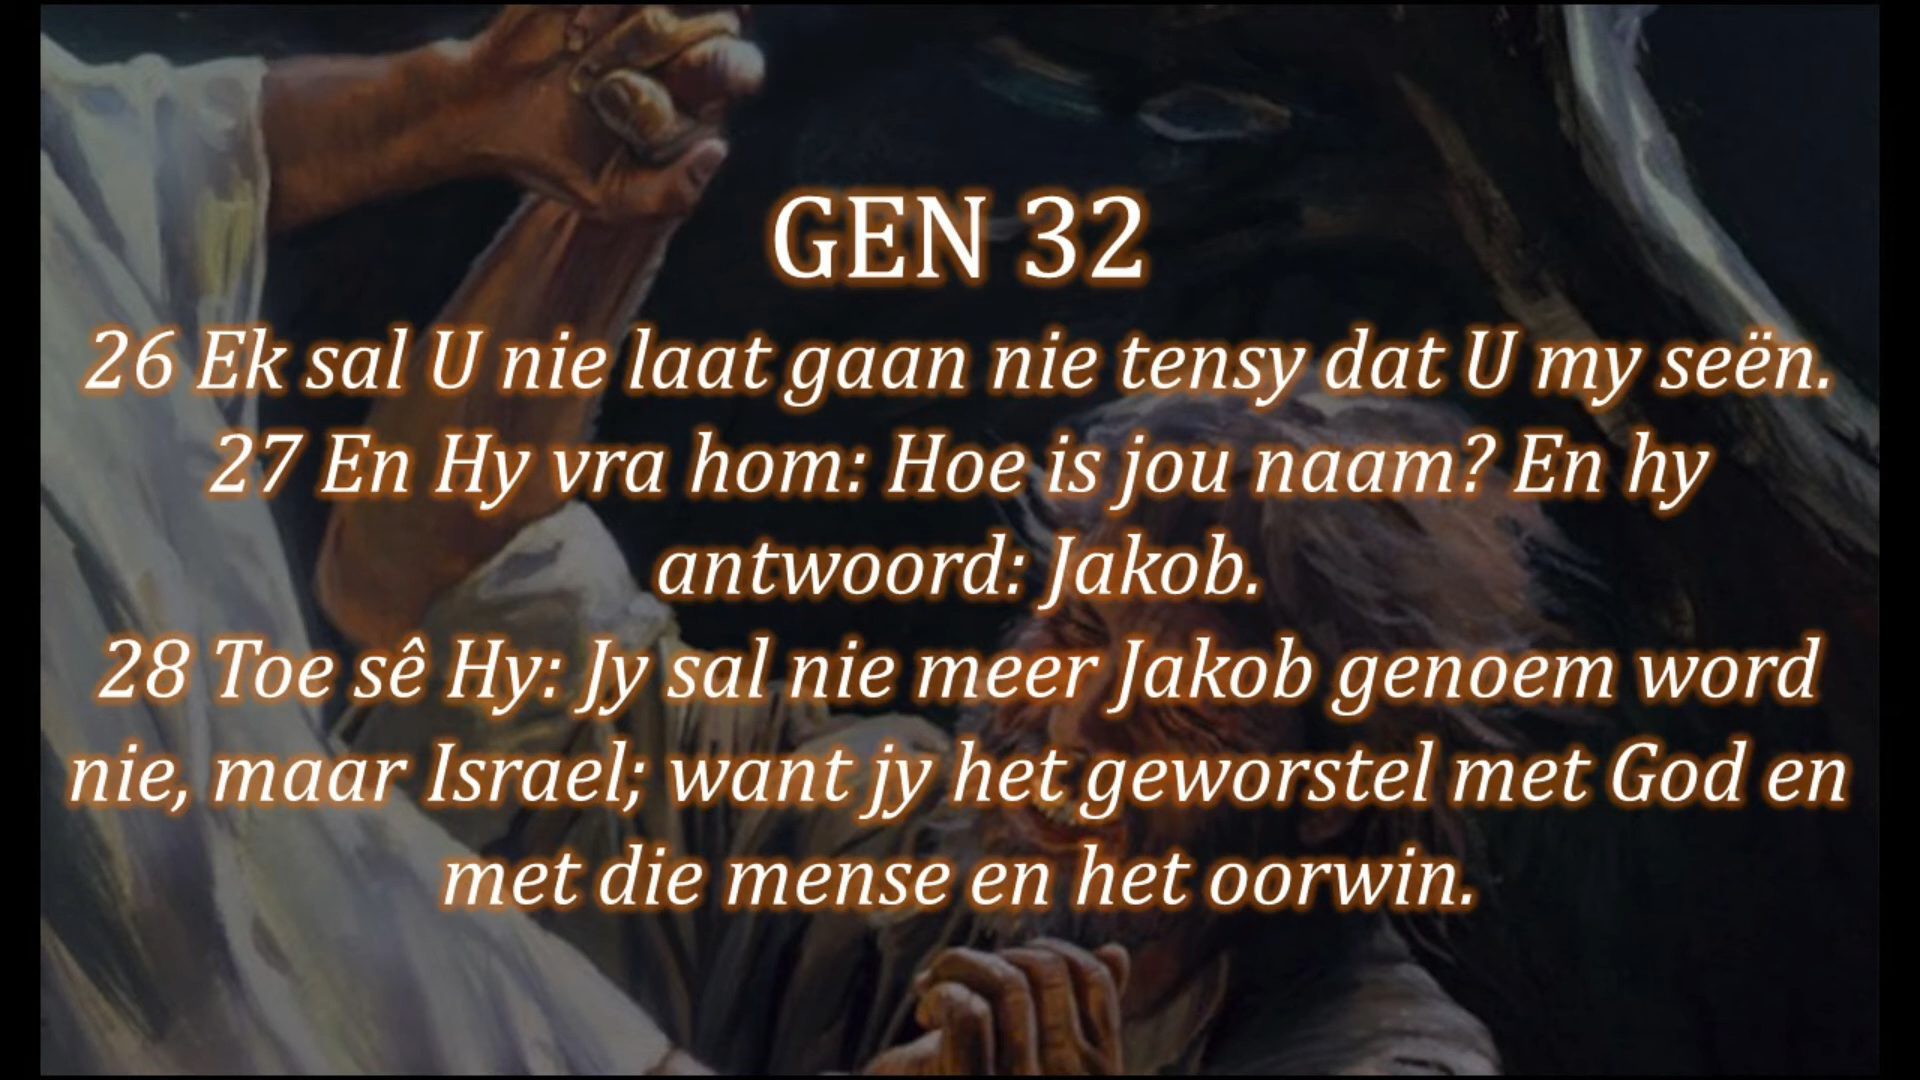 GEN 32
26 Ek sal U nie laat gaan nie tensy dat U my seën.
27 En Hy vra hom: Hoe is jou naam? En hy
antwoord: Jakob.
28 Toe sê Hy: Jy sal nie meer Jakob genoem word
nie, maar Israel; want jy het geworstel met God en
met die mense en het oorwin.